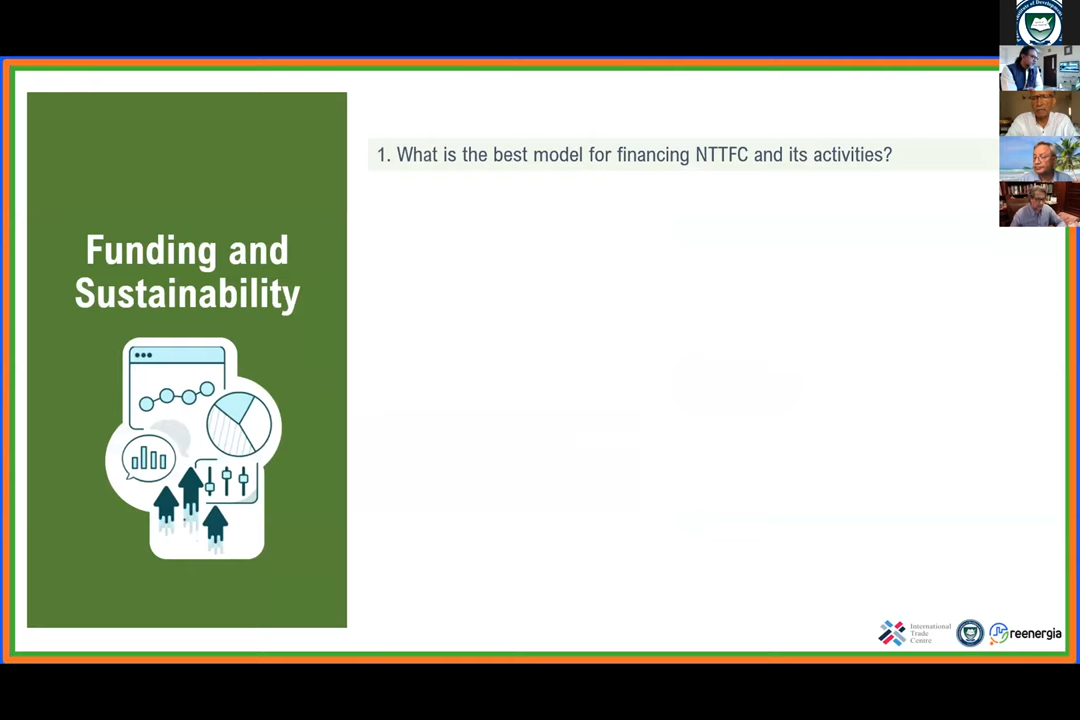 1. What is the best model for financing NTTFC and its activities?
Funding and
Sustainability
International
Trade
Centre
reenergia